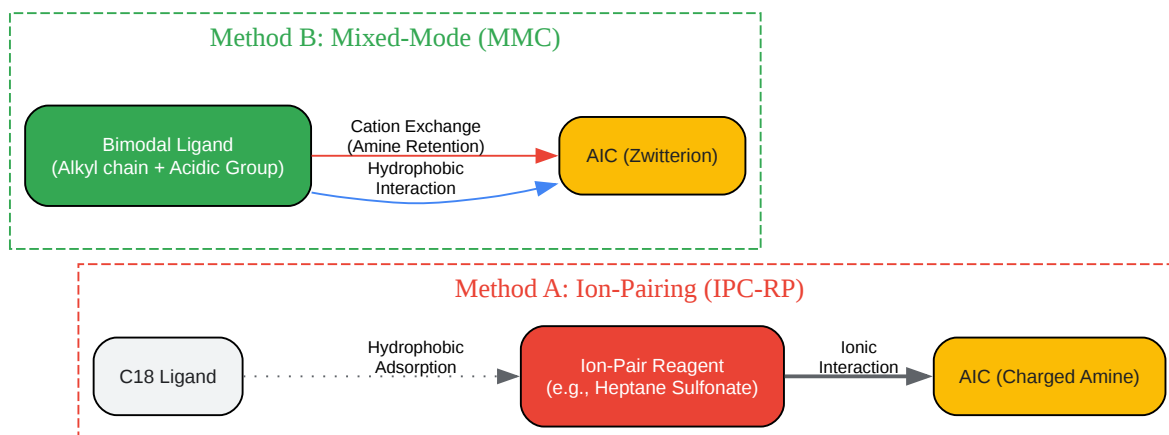 Method B: Mixed-Mode (MMC)
Bimodal Ligand
(Alkyl chain + Acidic Group)
Cation Exchange
(Amine Retention)
Hydrophobic
Interaction
AIC (Zwitterion)
Method A: Ion-Pairing (IPC-RP)
C18 Ligand
Hydrophobic
Adsorption
Ion-Pair Reagent
(e.g., Heptane Sulfonate)
Ionic
Interaction
AIC (Charged Amine)